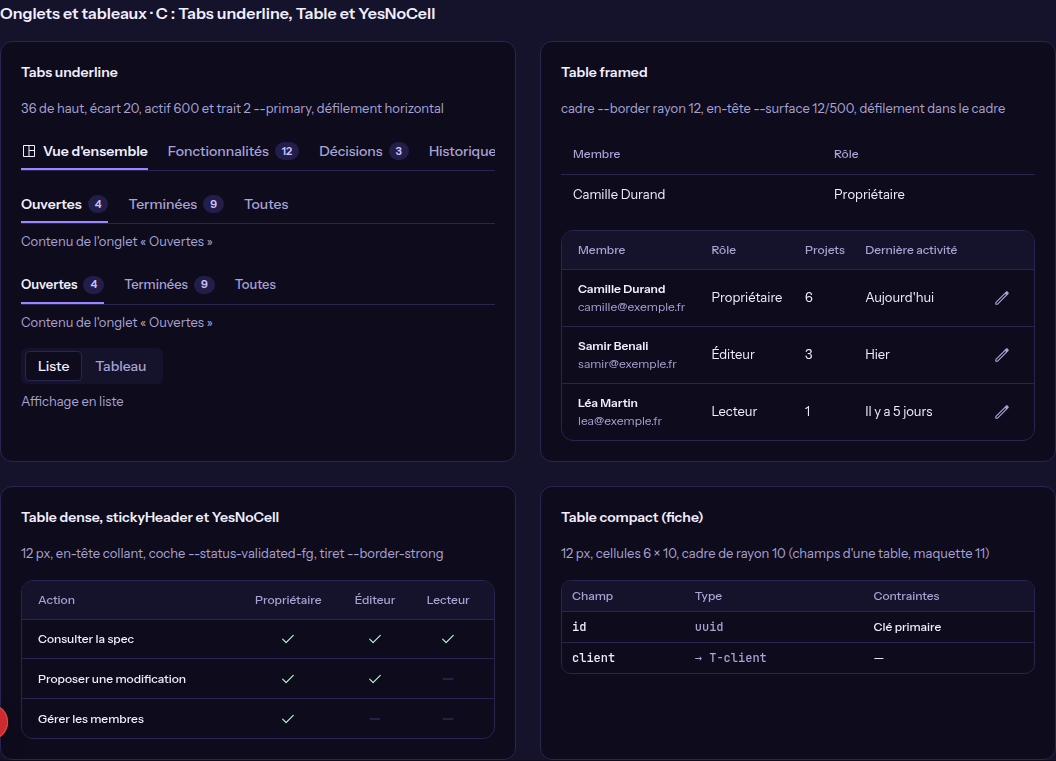 Onglets et tableaux · C : Tabs underline, Table et YesNoCell
Tabs underline
36 de haut, écart 20, actif 600 et trait 2 --primary, défilement horizontal
Vue d'ensemble Fonctionnalités 12 Décisions 3 Historique
Ouvertes 4 Terminées 9 Toutes
Contenu de l'onglet « Ouvertes »
Ouvertes 4 Terminées 9 Toutes
Contenu de l'onglet « Ouvertes »
Liste Tableau
Affichage en liste
Table framed
cadre --border rayon 12, en-tête --surface 12/500, défilement dans le cadre
Membre Rôle
Camille Durand Propriétaire
Membre Rôle Projets Dernière activité
Camille Durand
camille@exemple.fr
Propriétaire 6 Aujourd'hui
Samir Benali
samir@exemple.fr
Éditeur 3 Hier
Léa Martin
lea@exemple.fr
Lecteur 1 Il y a 5 jours
Table dense, stickyHeader et YesNoCell
12 px, en-tête collant, coche --status-validated-fg, tiret --border-strong
Action Propriétaire Éditeur Lecteur
Consulter la spec ✓ ✓ ✓
Proposer une modification ✓ ✓ —
Gérer les membres ✓ — —
Table compact (fiche)
12 px, cellules 6 × 10, cadre de rayon 10 (champs d'une table, maquette 11)
Champ Type Contraintes
id uuid Clé primaire
client → T-client —